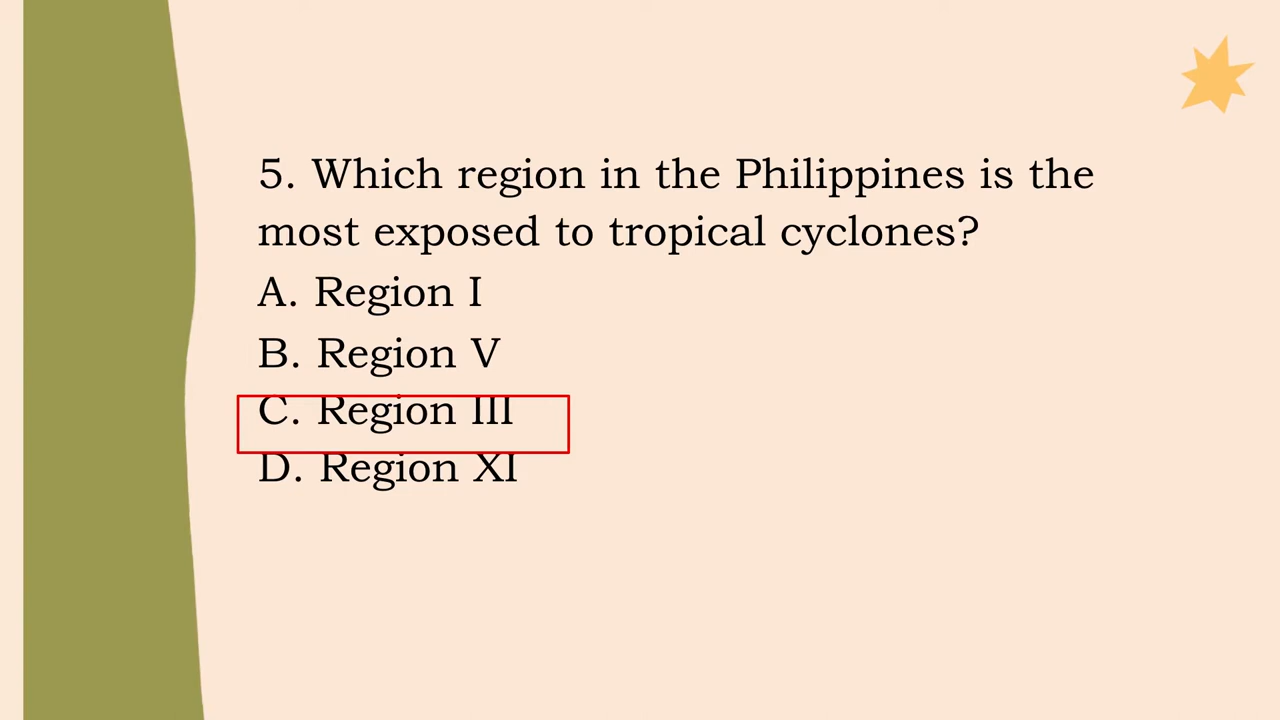 5. Which region in the Philippines is the
most exposed to tropical cyclones?
A. Region I
B. Region V
C. Region III
D. Region XI